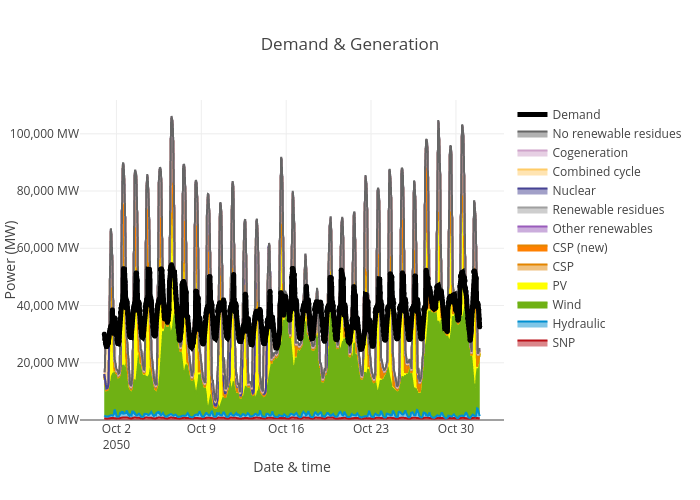 Demand & Generation
100,000 MW
80,000 MW
60,000 MW
40,000 MW
20,000 MW
0 MW
Power (MW)
Oct 2
2050
Oct 9
Oct 16
Oct 23
Oct 30
Date & time
Demand
No renewable residues
Cogeneration
Combined cycle
Nuclear
Renewable residues
Other renewables
CSP (new)
CSP
PV
Wind
Hydraulic
SNP